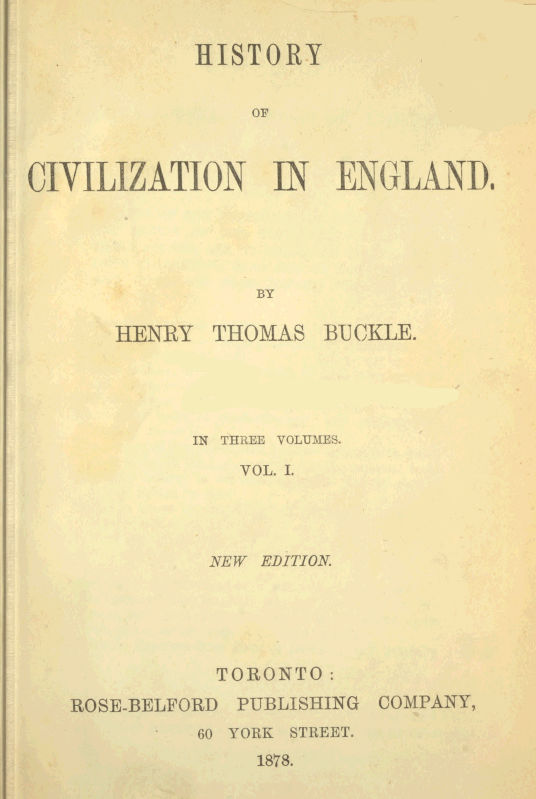 HISTORY
OF
CIVILIZATION IN ENGLAND.
BY
HENRY THOMAS BUCKLE.
IN THREE VOLUMES.
VOL. I.
NEW EDITION.
TORONTO:
ROSE-BELFORD PUBLISHING COMPANY,
60 YORK STREET.
1878.